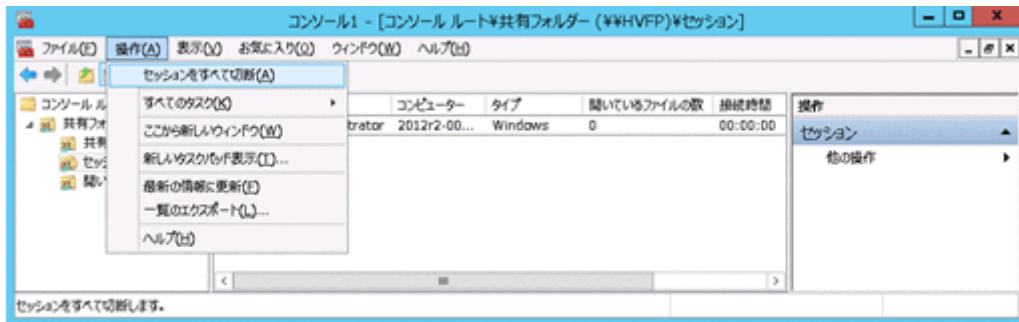 コンソール1 - [コンソール ルート¥共有フォルダー (¥¥HVFP)¥セッション]
ファイル(F) 操作(A) 表示(V) お気に入り(O) ウィンドウ(W) ヘルプ(H)
セッションをすべて切断(A)
すべてのタスク(K)
ここから新しいウィンドウ(W)
新しいタスクパッド表示(T)...
最新の情報に更新(F)
一覧のエクスポート(L)...
ヘルプ(H)
コンソール ル
共有フォ
共有
セッシ
開い
コンピューター タイプ 開いているファイルの数 接続時間
trator 2012r2-00... Windows 0 00:00:00
操作
セッション
他の操作
セッションをすべて切断します。